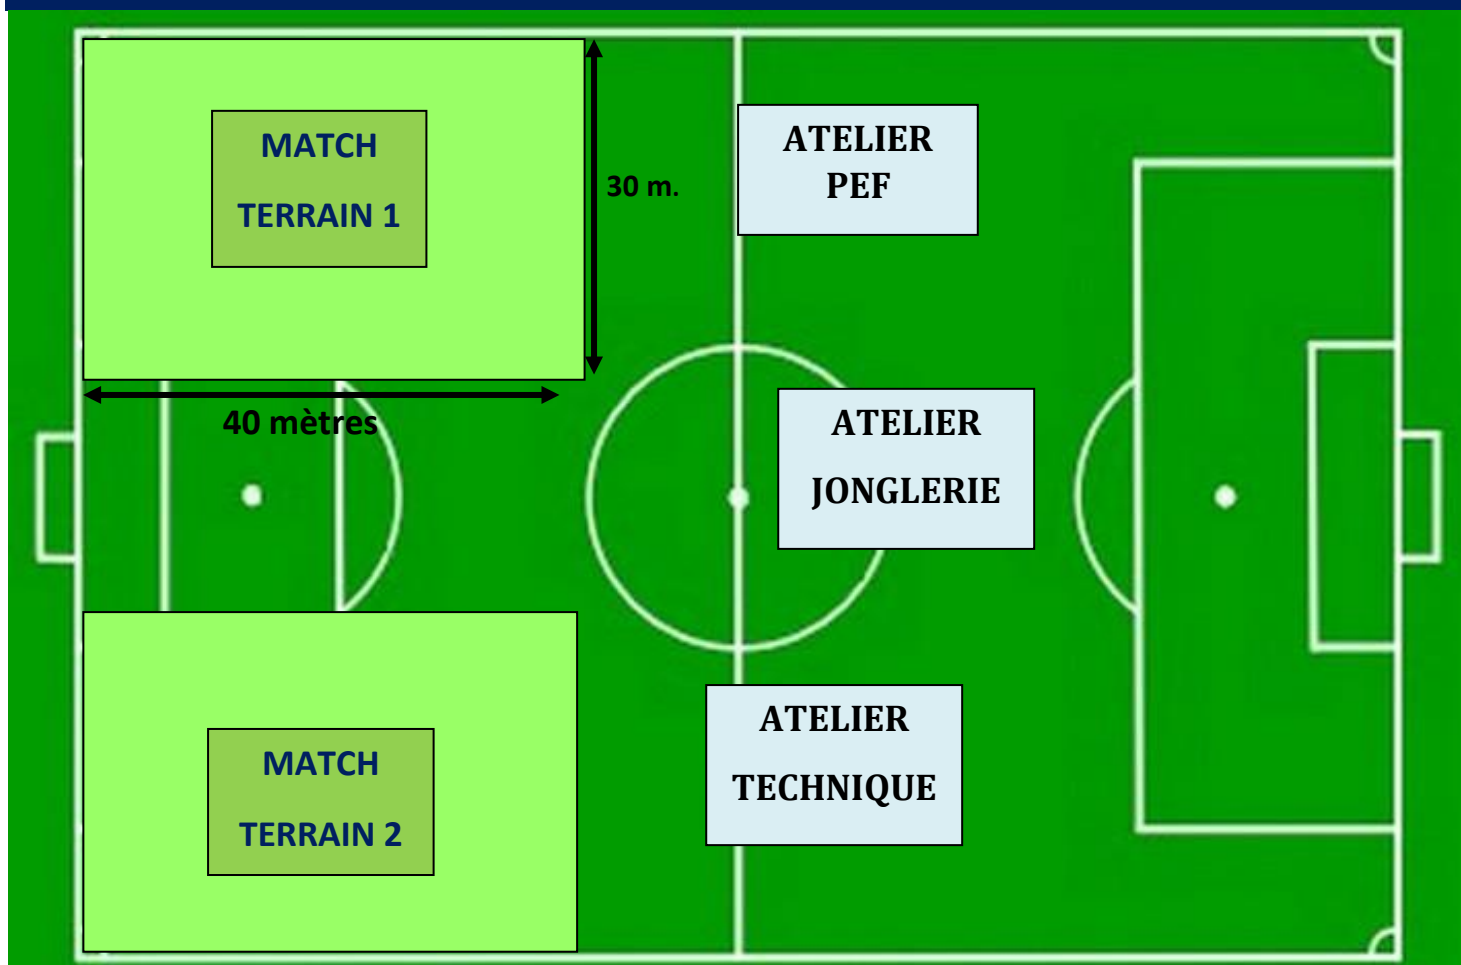 MATCH
TERRAIN 1
30 m.
ATELIER
PEF
40 mètres
ATELIER
JONGLERIE
MATCH
TERRAIN 2
ATELIER
TECHNIQUE